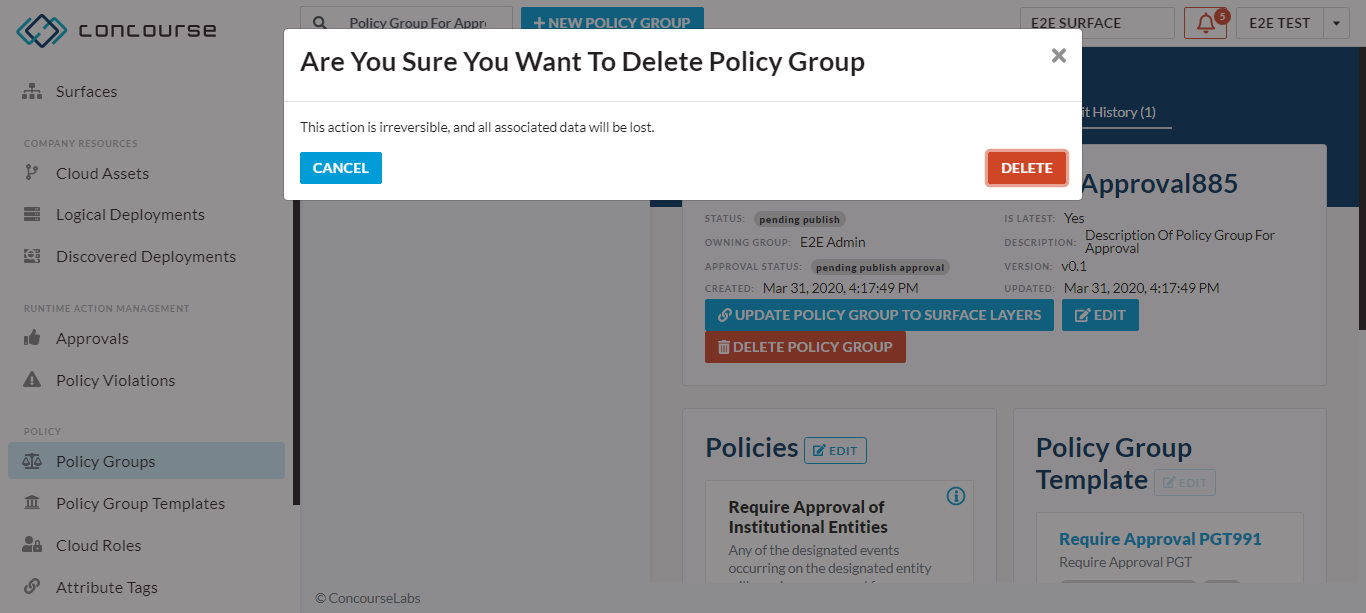 concourse
Policy Group For Appr
+ NEW POLICY GROUP
E2E SURFACE
5
E2E TEST
Are You Sure You Want To Delete Policy Group
This action is irreversible, and all associated data will be lost.
CANCEL
DELETE
Surfaces
COMPANY RESOURCES
Cloud Assets
Logical Deployments
Discovered Deployments
RUNTIME ACTION MANAGEMENT
Approvals
Policy Violations
POLICY
Policy Groups
Policy Group Templates
Cloud Roles
Attribute Tags
it History (1)
Approval885
STATUS: pending publish
IS LATEST: Yes
OWNING GROUP: E2E Admin
DESCRIPTION: Description Of Policy Group For
Approval
APPROVAL STATUS: pending publish approval
VERSION: v0.1
CREATED: Mar 31, 2020, 4:17:49 PM
UPDATED: Mar 31, 2020, 4:17:49 PM
UPDATE POLICY GROUP TO SURFACE LAYERS
EDIT
DELETE POLICY GROUP
Policies EDIT
Require Approval of
Institutional Entities
Any of the designated events
occurring on the designated entity
Policy Group
Template EDIT
Require Approval PGT991
Require Approval PGT
© ConcourseLabs